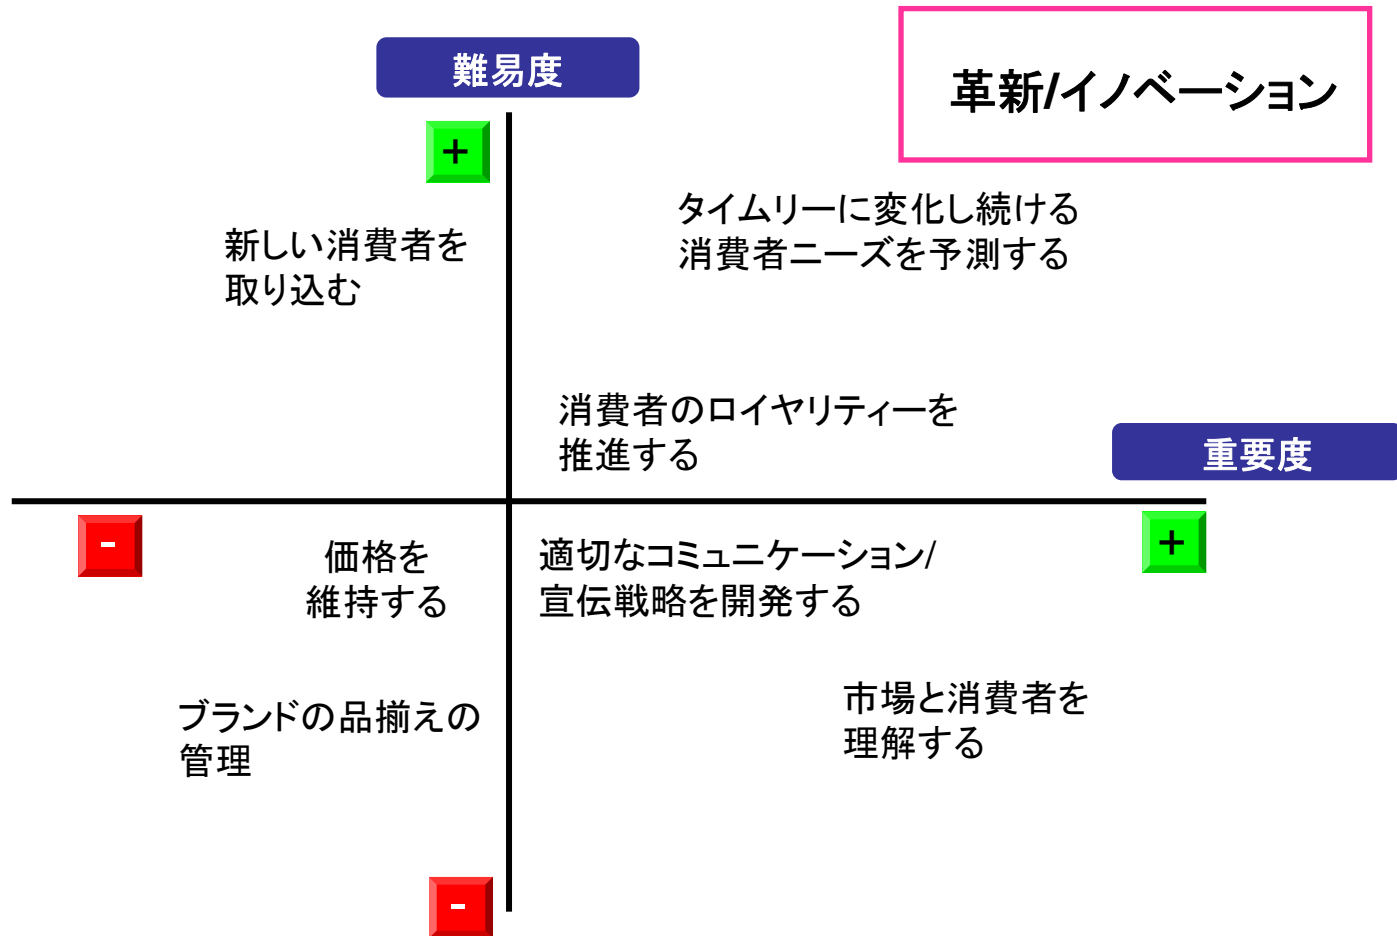 難易度
革新/イノベーション
+
タイムリーに変化し続ける
消費者ニーズを予測する
新しい消費者を
取り込む
消費者のロイヤリティーを
推進する
重要度
-
+
価格を
維持する
適切なコミュニケーション/
宣伝戦略を開発する
市場と消費者を
理解する
ブランドの品揃えの
管理
-